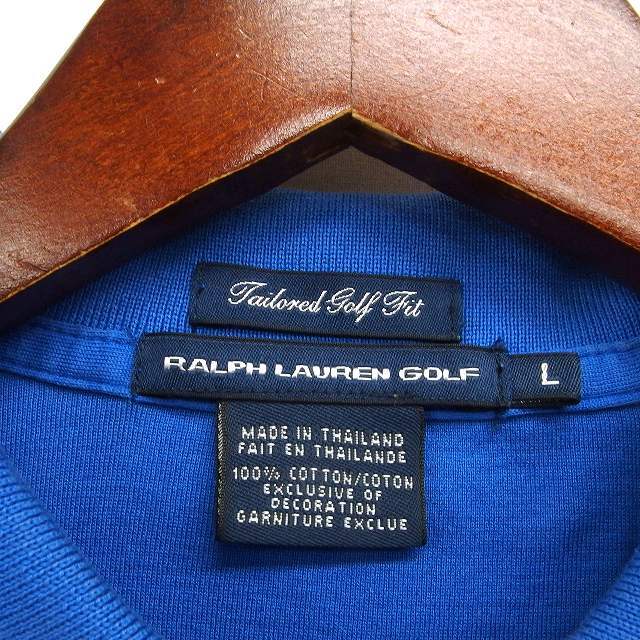 Tailored Golf Fit
RALPH LAUREN GOLF
L
MADE IN THAILAND
FAIT EN THAILANDE
100% COTTON/COTON
EXCLUSIVE OF
DECORATION
GARNITURE EXCLUE